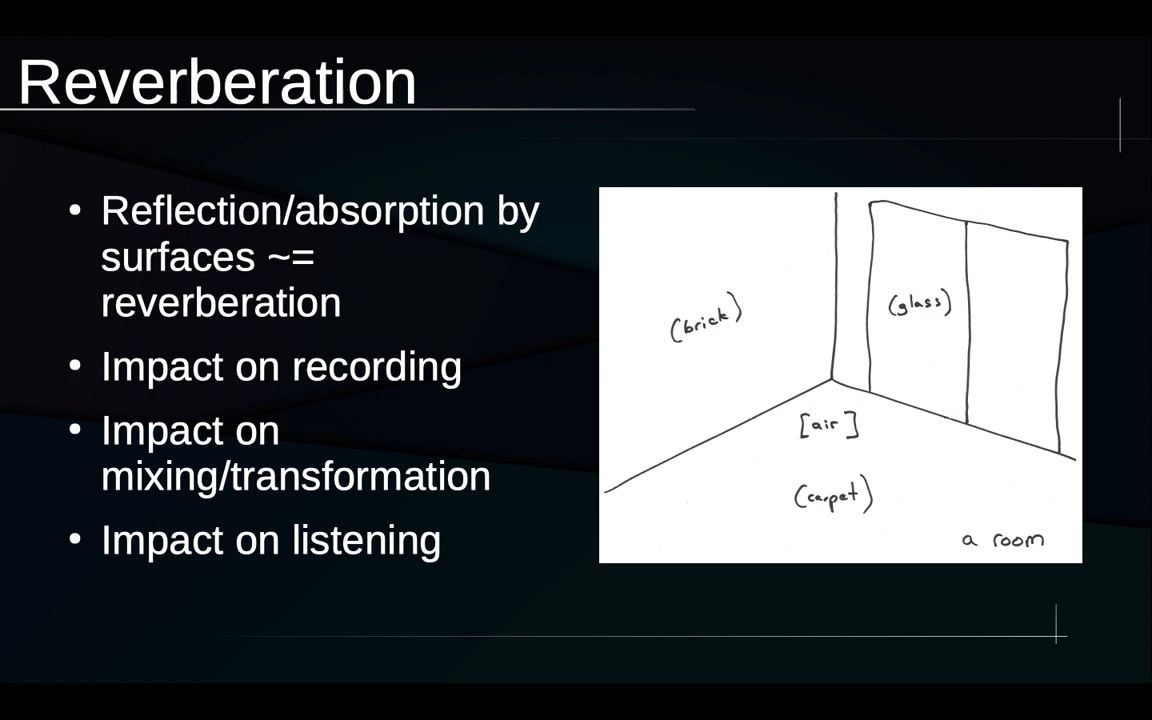 Reverberation
• Reflection/absorption by
surfaces ~=
reverberation
• Impact on recording
• Impact on
mixing/transformation
• Impact on listening
(brick)
(glass)
[air]
(carpet)
a room